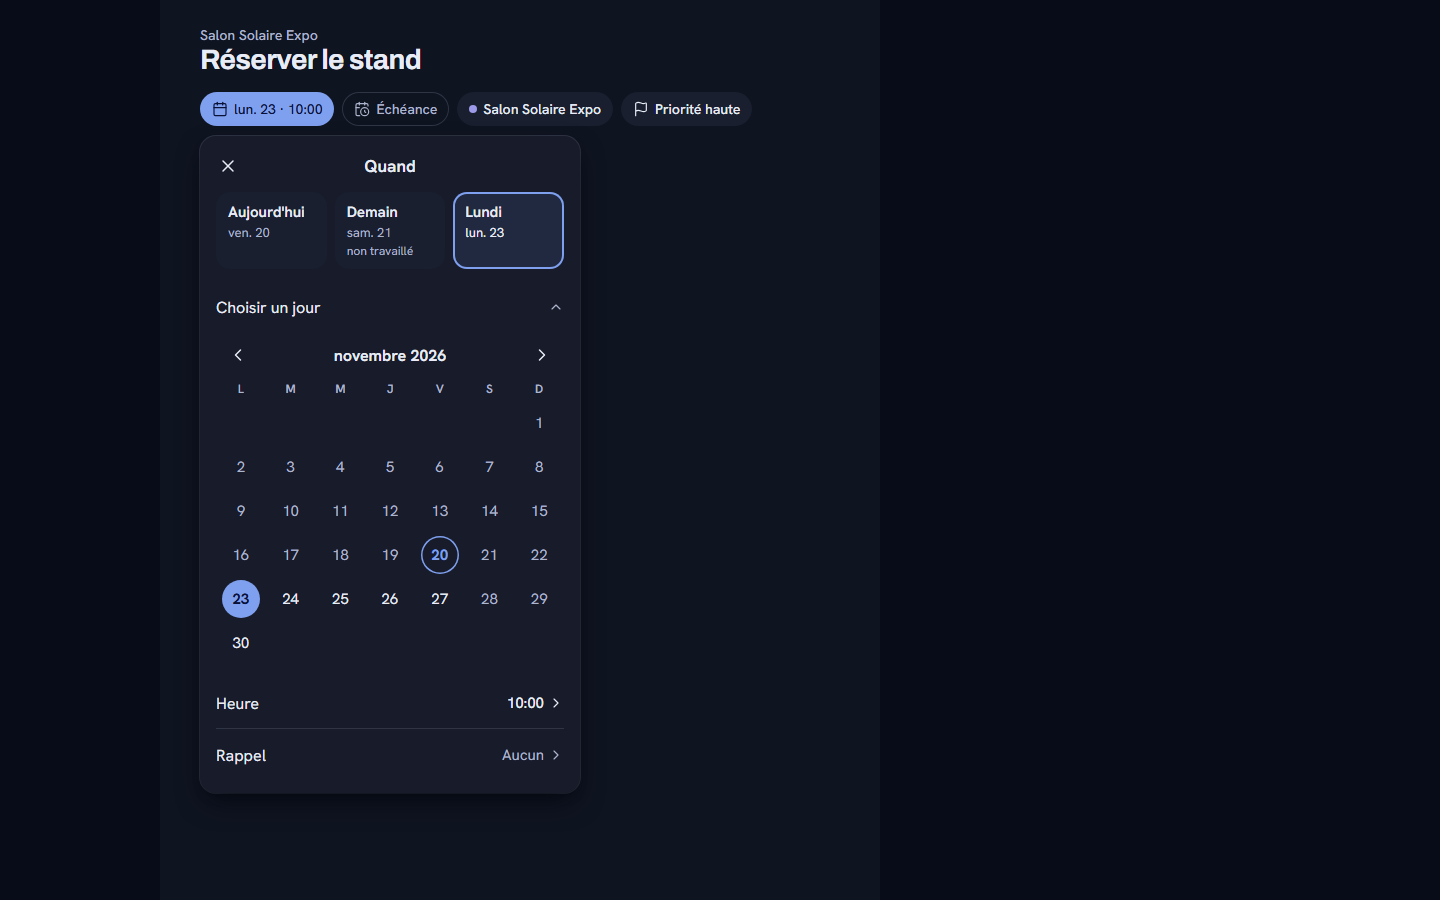 Salon Solaire Expo
Réserver le stand
lun. 23 · 10:00 Échéance Salon Solaire Expo Priorité haute
Quand
Aujourd'hui Demain Lundi
ven. 20 sam. 21 lun. 23
non travaillé
Choisir un jour
novembre 2026
L M M J V S D
1
2 3 4 5 6 7 8
9 10 11 12 13 14 15
16 17 18 19 20 21 22
23 24 25 26 27 28 29
30
Heure 10:00
Rappel Aucun